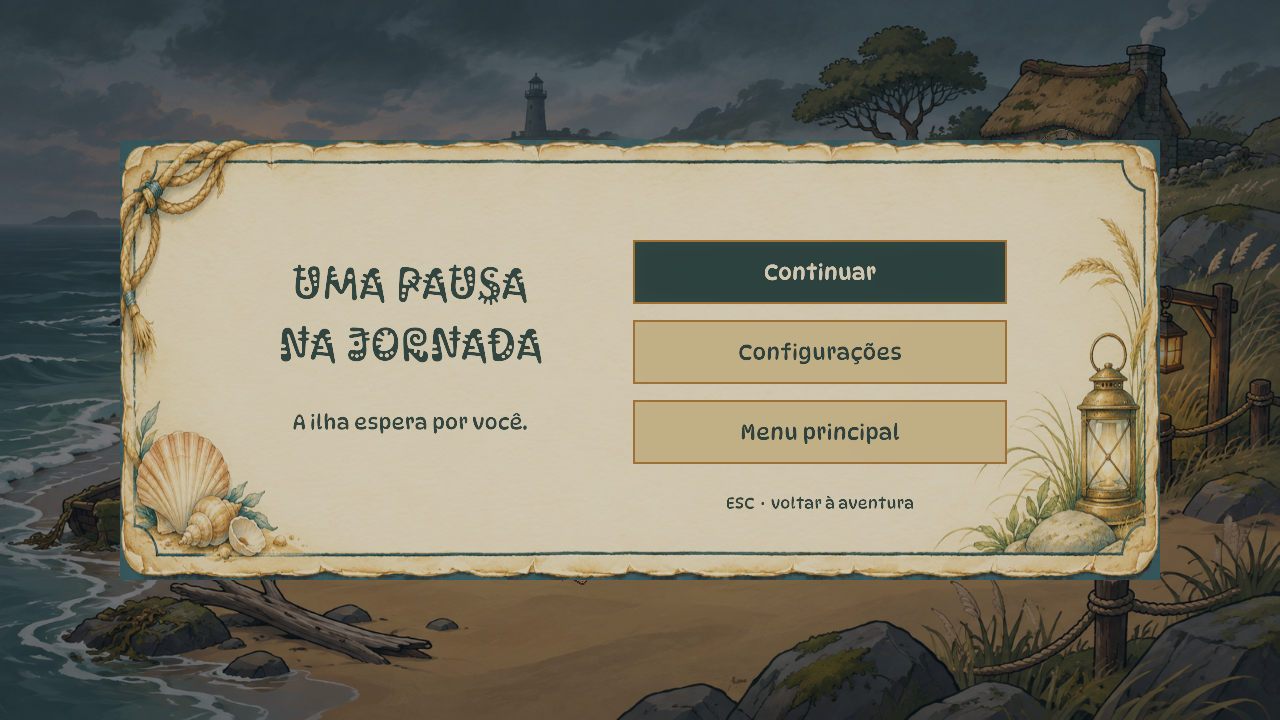 UMA PAUSA
NA JORNADA
A ilha espera por você.
Continuar
Configurações
Menu principal
ESC · voltar à aventura